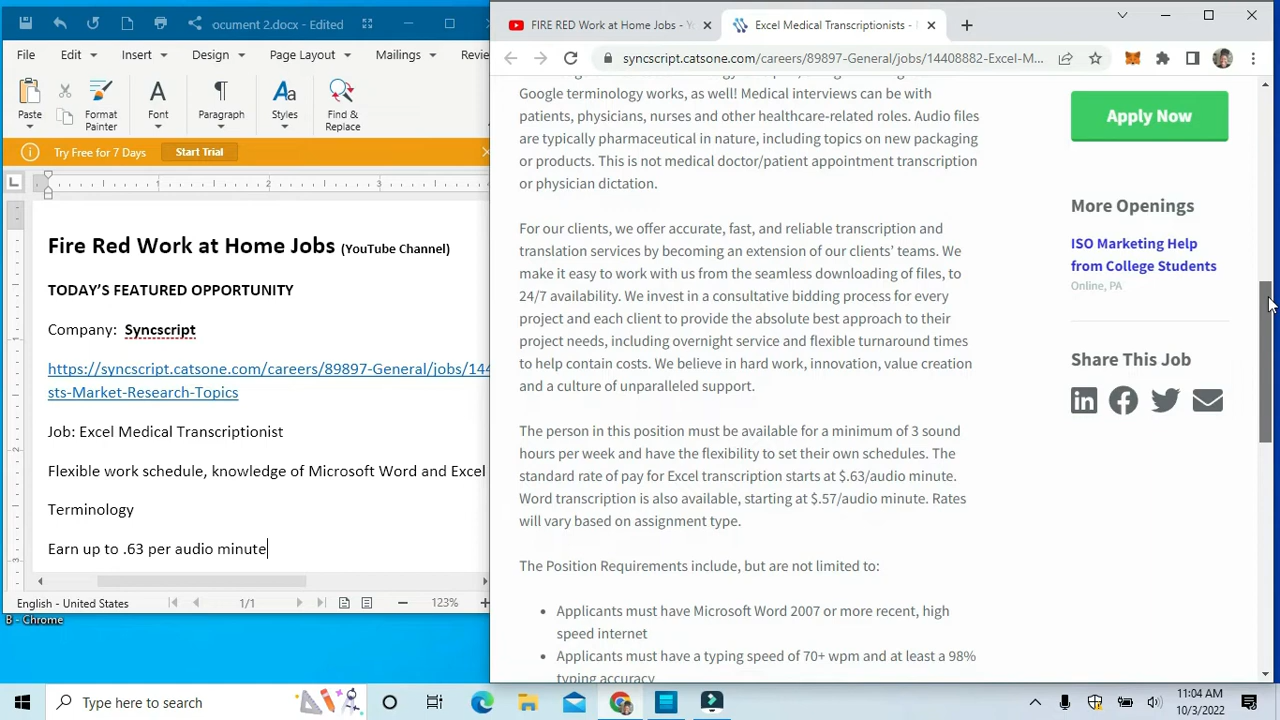 ocument 2.docx - Edited
File Edit Insert Page Design Page Layout Mailings
Paste
Format Painter
Font
Paragraph
Styles
Find & Replace
Try Free for 7 Days Start Trial
1 2 3
Fire Red Work at Home Jobs (YouTube Channel)
TODAY'S FEATURED OPPORTUNITY
Company: Syncscript
https://syncscript.catsone.com/careers/89897-General/jobs/144
sts-Market-Research-Topics
Job: Excel Medical Transcriptionist
Flexible work schedule, knowledge of Microsoft Word and Excel
Terminology
Earn up to .63 per audio minute
English - United States 1/1 123%
B - Chrome
FIRE RED Work at Home Jobs - Y
Excel Medical Transcriptionists -
syncscript.catsone.com/careers/89897-General/jobs/14408882-Excel-M...
Google terminology works, as well! Medical interviews can be with
patients, physicians, nurses and other healthcare-related roles. Audio files
are typically pharmaceutical in nature, including topics on new packaging
or products. This is not medical doctor/patient appointment transcription
or physician dictation.
For our clients, we offer accurate, fast, and reliable transcription and
translation services by becoming an extension of our clients' teams. We
make it easy to work with us from the seamless downloading of files, to
24/7 availability. We invest in a consultative bidding process for every
project and each client to provide the absolute best approach to their
project needs, including overnight service and flexible turnaround times
to help contain costs. We believe in hard work, innovation, value creation
and a culture of unparalleled support.
The person in this position must be available for a minimum of 3 sound
hours per week and have the flexibility to set their own schedules. The
standard rate of pay for Excel transcription starts at $.63/audio minute.
Word transcription is also available, starting at $.57/audio minute. Rates
will vary based on assignment type.
The Position Requirements include, but are not limited to:
• Applicants must have Microsoft Word 2007 or more recent, high
speed internet
• Applicants must have a typing speed of 70+ wpm and at least a 98%
typing accuracy
Apply Now
More Openings
ISO Marketing Help
from College Students
Online, PA
Share This Job
Type here to search
11:04 AM
10/3/2022